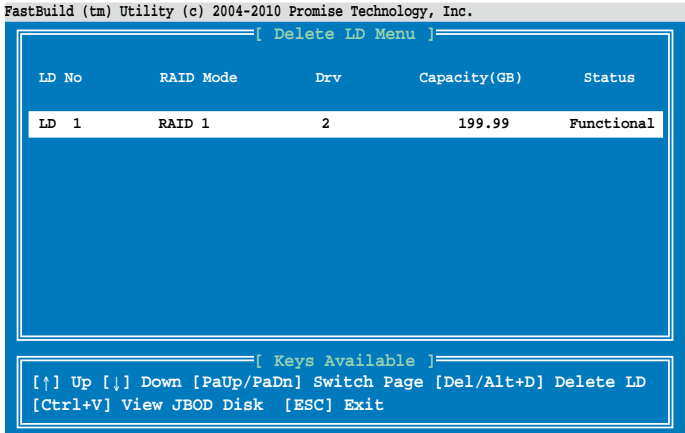 FastBuild (tm) Utility (c) 2004-2010 Promise Technology, Inc.
[ Delete LD Menu ]
LD No RAID Mode Drv Capacity(GB) Status
LD 1 RAID 1 2 199.99 Functional
[ Keys Available ]
[↑] Up [↓] Down [PaUp/PaDn] Switch Page [Del/Alt+D] Delete LD
[Ctrl+V] View JBOD Disk [ESC] Exit